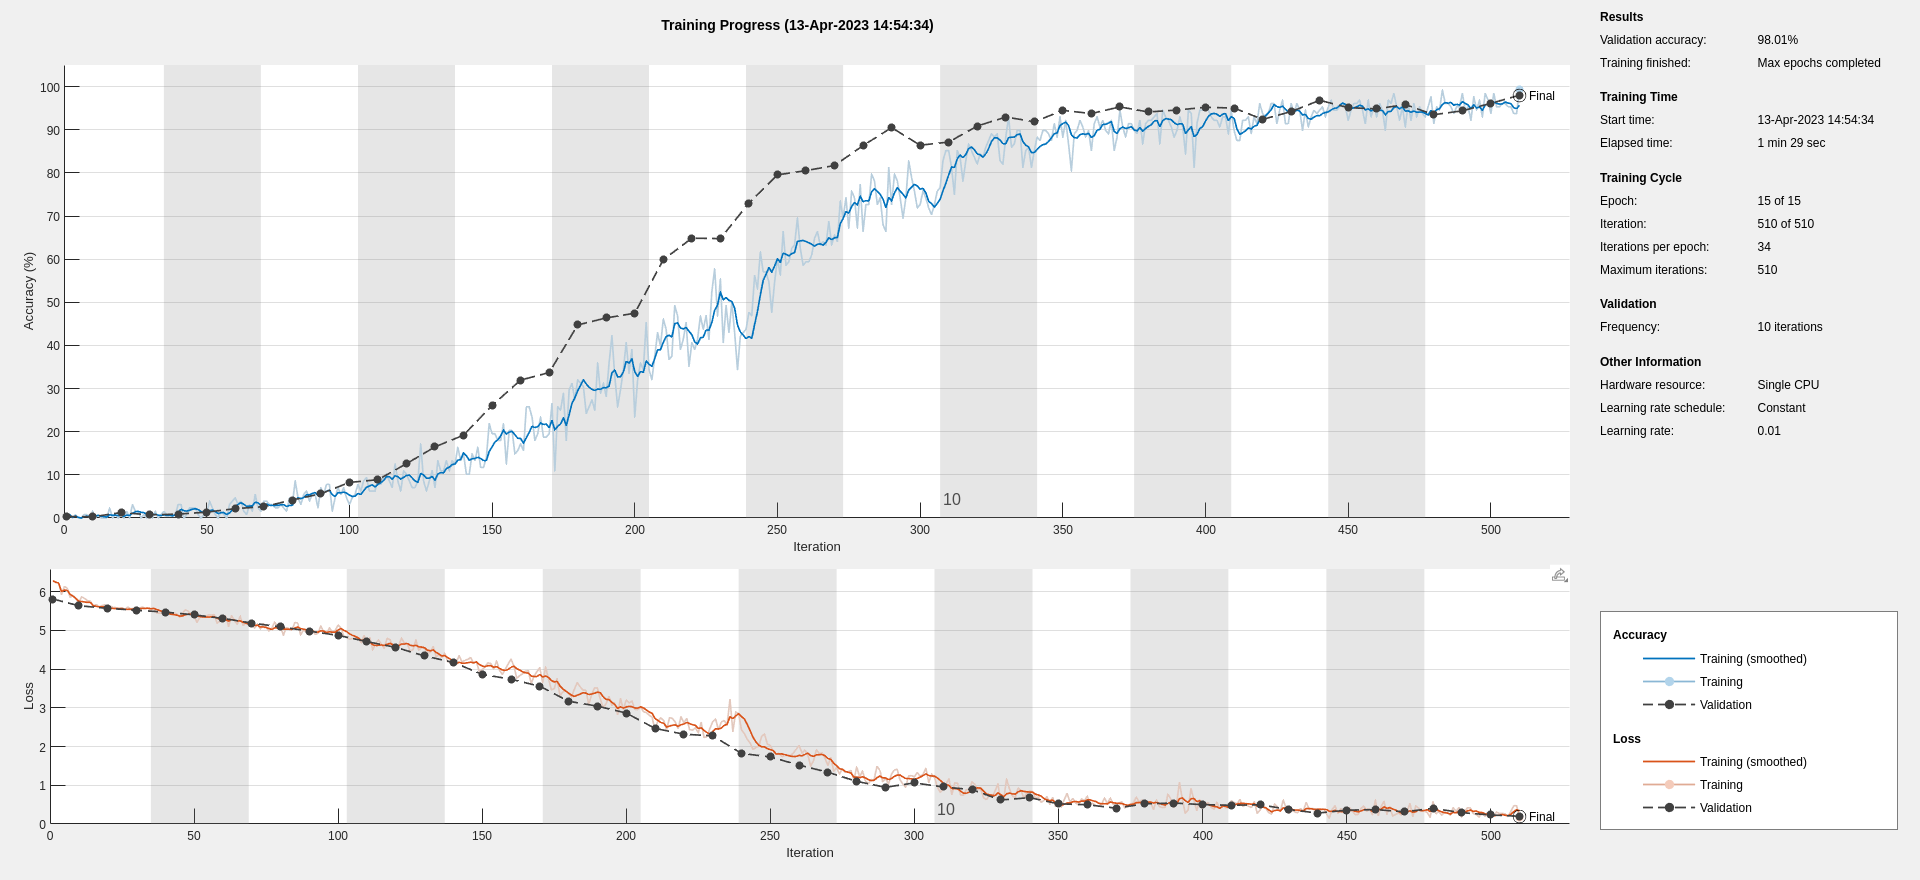 Training Progress (13-Apr-2023 14:54:34)
Accuracy (%)
100
90
80
70
60
50
40
30
20
10
0
Final
10
0 50 100 150 200 250 300 350 400 450 500
Iteration
Loss
6
5
4
3
2
1
0
Final
10
0 50 100 150 200 250 300 350 400 450 500
Iteration
Results
Validation accuracy: 98.01%
Training finished: Max epochs completed
Training Time
Start time: 13-Apr-2023 14:54:34
Elapsed time: 1 min 29 sec
Training Cycle
Epoch: 15 of 15
Iteration: 510 of 510
Iterations per epoch: 34
Maximum iterations: 510
Validation
Frequency: 10 iterations
Other Information
Hardware resource: Single CPU
Learning rate schedule: Constant
Learning rate: 0.01
Accuracy
Training (smoothed)
Training
Validation
Loss
Training (smoothed)
Training
Validation